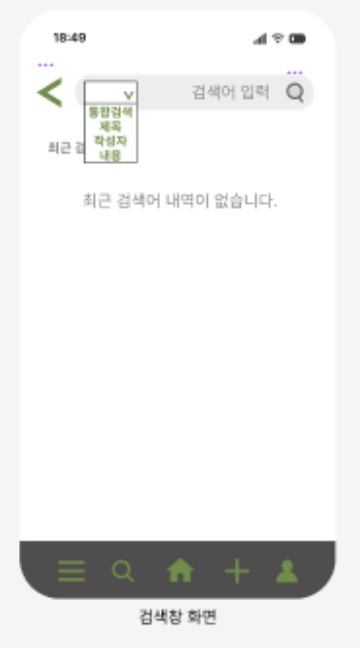 18:49
검색어 입력
통합검색
제목
작성자
내용
최근 검
최근 검색어 내역이 없습니다.
검색창 화면